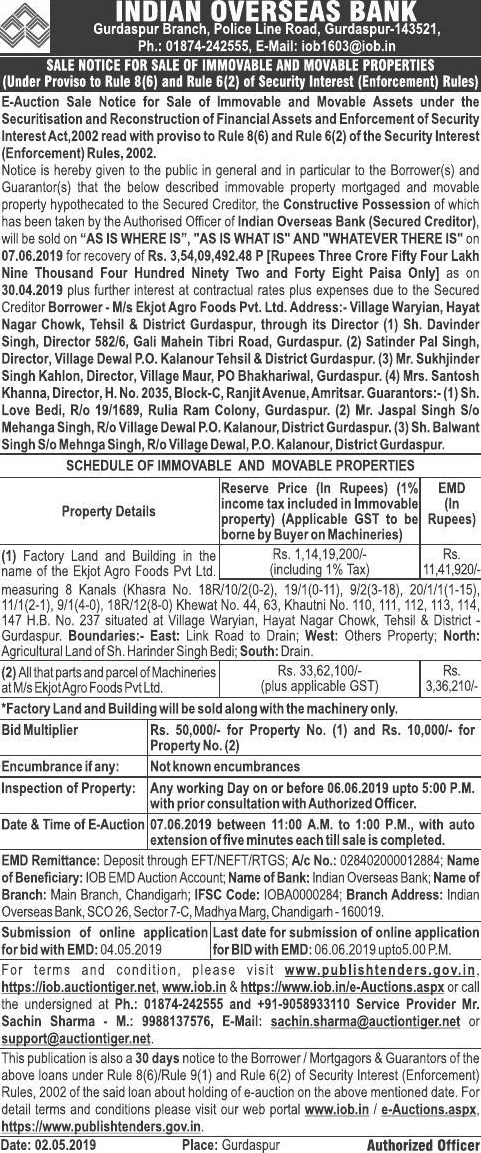 INDIAN OVERSEAS BANK
Gurdaspur Branch, Police Line Road, Gurdaspur-143521,
Ph.: 01874-242555, E-Mail: iob1603@iob.in
SALE NOTICE FOR SALE OF IMMOVABLE AND MOVABLE PROPERTIES
(Under Proviso to Rule 8(6) and Rule 6(2) of Security Interest (Enforcement) Rules)
E-Auction Sale Notice for Sale of Immovable and Movable Assets under the
Securitisation and Reconstruction of Financial Assets and Enforcement of Security
Interest Act,2002 read with proviso to Rule 8(6) and Rule 6(2) of the Security Interest
(Enforcement) Rules, 2002.
Notice is hereby given to the public in general and in particular to the Borrower(s) and
Guarantor(s) that the below described immovable property mortgaged and movable
property hypothecated to the Secured Creditor, the Constructive Possession of which
has been taken by the Authorised Officer of Indian Overseas Bank (Secured Creditor),
will be sold on “AS IS WHERE IS”, "AS IS WHAT IS" AND "WHATEVER THERE IS" on
07.06.2019 for recovery of Rs. 3,54,09,492.48 P [Rupees Three Crore Fifty Four Lakh
Nine Thousand Four Hundred Ninety Two and Forty Eight Paisa Only] as on
30.04.2019 plus further interest at contractual rates plus expenses due to the Secured
Creditor Borrower - M/s Ekjot Agro Foods Pvt. Ltd. Address:- Village Waryian, Hayat
Nagar Chowk, Tehsil & District Gurdaspur, through its Director (1) Sh. Davinder
Singh, Director 582/6, Gali Mahein Tibri Road, Gurdaspur. (2) Satinder Pal Singh,
Director, Village Dewal P.O. Kalanour Tehsil & District Gurdaspur. (3) Mr. Sukhjinder
Singh Kahlon, Director, Village Maur, PO Bhakhariwal, Gurdaspur. (4) Mrs. Santosh
Khanna, Director, H. No. 2035, Block-C, Ranjit Avenue, Amritsar. Guarantors:- (1) Sh.
Love Bedi, R/o 19/1689, Rulia Ram Colony, Gurdaspur. (2) Mr. Jaspal Singh S/o
Mehanga Singh, R/o Village Dewal P.O. Kalanour, District Gurdaspur. (3) Sh. Balwant
Singh S/o Mehnga Singh, R/o Village Dewal, P.O. Kalanour, District Gurdaspur.
SCHEDULE OF IMMOVABLE AND MOVABLE PROPERTIES
Property Details
Reserve Price (In Rupees) (1%
income tax included in Immovable
property) (Applicable GST to be
borne by Buyer on Machineries)
EMD
(In
Rupees)
(1) Factory Land and Building in the
name of the Ekjot Agro Foods Pvt Ltd.
Rs. 1,14,19,200/-
(including 1% Tax)
Rs.
11,41,920/-
measuring 8 Kanals (Khasra No. 18R/10/2(0-2), 19/1(0-11), 9/2(3-18), 20/1/1(1-15),
11/1(2-1), 9/1(4-0), 18R/12(8-0) Khewat No. 44, 63, Khautni No. 110, 111, 112, 113, 114,
147 H.B. No. 237 situated at Village Waryian, Hayat Nagar Chowk, Tehsil & District -
Gurdaspur. Boundaries:- East: Link Road to Drain; West: Others Property; North:
Agricultural Land of Sh. Harinder Singh Bedi; South: Drain.
(2) All that parts and parcel of Machineries
at M/s Ekjot Agro Foods Pvt Ltd.
Rs. 33,62,100/-
(plus applicable GST)
Rs.
3,36,210/-
*Factory Land and Building will be sold along with the machinery only.
Bid Multiplier
Rs. 50,000/- for Property No. (1) and Rs. 10,000/- for
Property No. (2)
Encumbrance if any:
Not known encumbrances
Inspection of Property:
Any working Day on or before 06.06.2019 upto 5:00 P.M.
with prior consultation with Authorized Officer.
Date & Time of E-Auction
07.06.2019 between 11:00 A.M. to 1:00 P.M., with auto
extension of five minutes each till sale is completed.
EMD Remittance: Deposit through EFT/NEFT/RTGS; A/c No.: 028402000012884; Name
of Beneficiary: IOB EMD Auction Account; Name of Bank: Indian Overseas Bank; Name of
Branch: Main Branch, Chandigarh; IFSC Code: IOBA0000284; Branch Address: Indian
Overseas Bank, SCO 26, Sector 7-C, Madhya Marg, Chandigarh - 160019.
Submission of online application
for bid with EMD: 04.05.2019
Last date for submission of online application
for BID with EMD: 06.06.2019 upto5.00 P.M.
For terms and condition, please visit www.publishtenders.gov.in,
https://iob.auctiontiger.net, www.iob.in & https://www.iob.in/e-Auctions.aspx or call
the undersigned at Ph.: 01874-242555 and +91-9058933110 Service Provider Mr.
Sachin Sharma - M.: 9988137576, E-Mail: sachin.sharma@auctiontiger.net or
support@auctiontiger.net.
This publication is also a 30 days notice to the Borrower / Mortgagors & Guarantors of the
above loans under Rule 8(6)/Rule 9(1) and Rule 6(2) of Security Interest (Enforcement)
Rules, 2002 of the said loan about holding of e-auction on the above mentioned date. For
detail terms and conditions please visit our web portal www.iob.in / e-Auctions.aspx,
https://www.publishtenders.gov.in.
Date: 02.05.2019 Place: Gurdaspur Authorized Officer